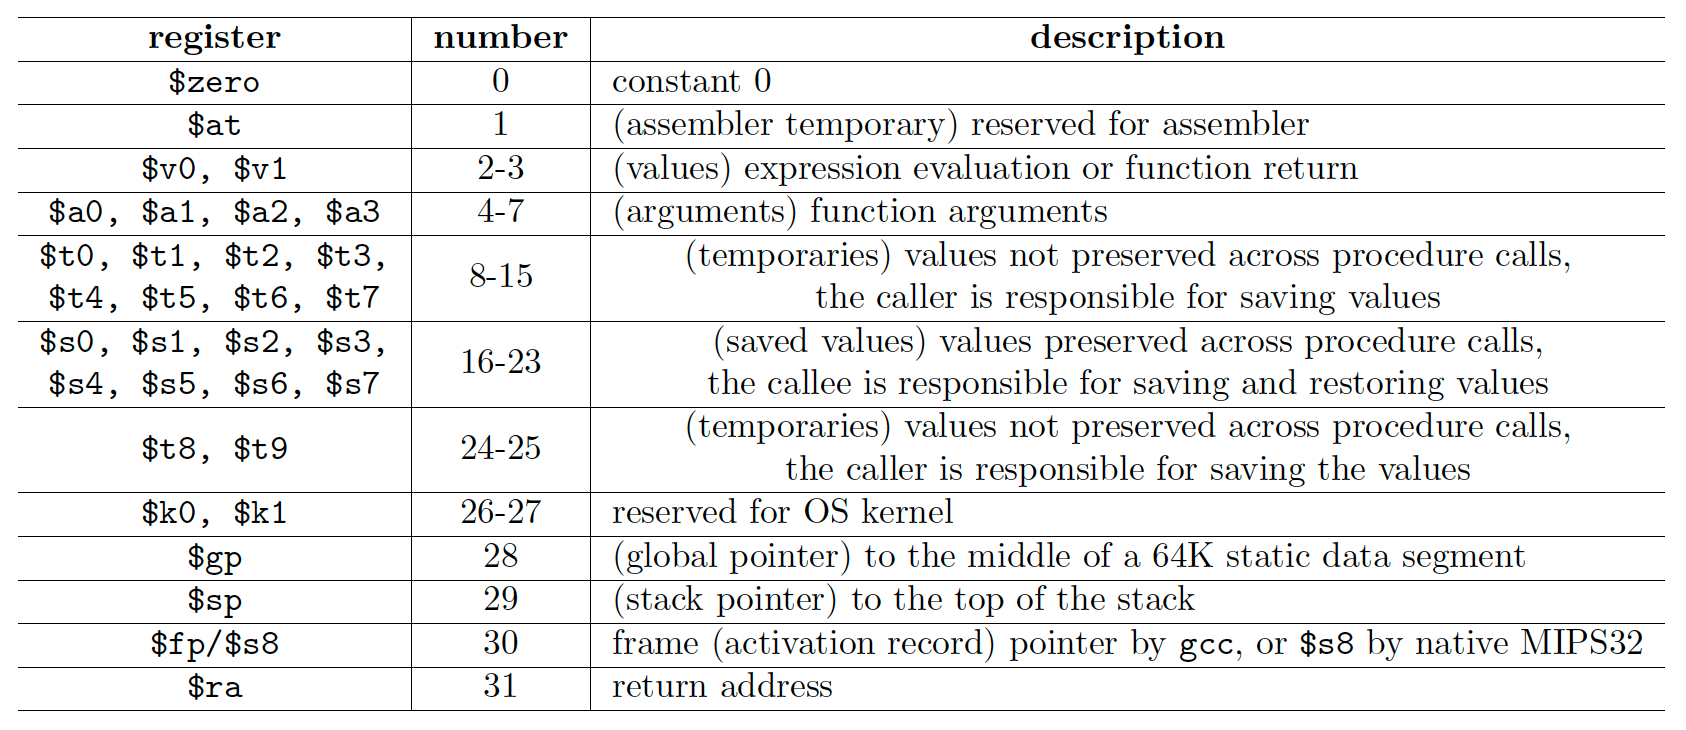 register number description
$zero 0 constant 0
$at 1 (assembler temporary) reserved for assembler
$v0, $v1 2-3 (values) expression evaluation or function return
$a0, $a1, $a2, $a3 4-7 (arguments) function arguments
$t0, $t1, $t2, $t3,
$t4, $t5, $t6, $t7
8-15
(temporaries) values not preserved across procedure calls,
the caller is responsible for saving values
$s0, $s1, $s2, $s3,
$s4, $s5, $s6, $s7
16-23
(saved values) values preserved across procedure calls,
the callee is responsible for saving and restoring values
$t8, $t9
24-25
(temporaries) values not preserved across procedure calls,
the caller is responsible for saving the values
$k0, $k1 26-27 reserved for OS kernel
$gp 28 (global pointer) to the middle of a 64K static data segment
$sp 29 (stack pointer) to the top of the stack
$fp/$s8 30 frame (activation record) pointer by gcc, or $s8 by native MIPS32
$ra 31 return address